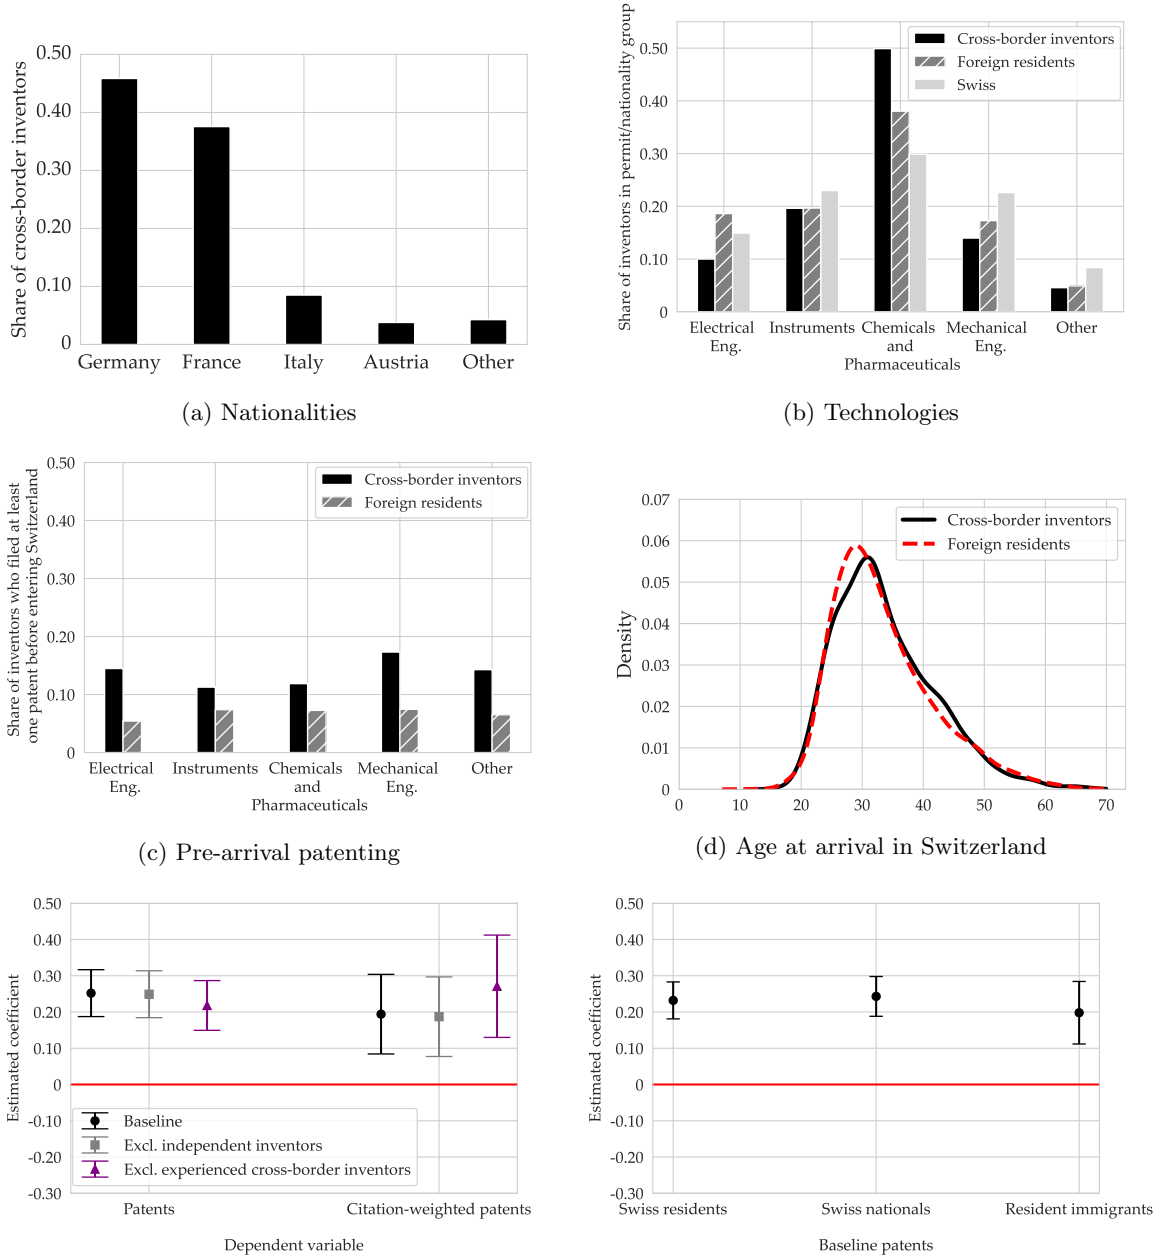 Share of cross-border inventors
0.50
0.40
0.30
0.20
0.10
0
Germany France Italy Austria Other
(a) Nationalities
Share of inventors in permit/nationality group
0.50
0.40
0.30
0.20
0.10
0
Cross-border inventors
Foreign residents
Swiss
Electrical Instruments Chemicals Mechanical Other
Eng. and Eng.
Pharmaceuticals
(b) Technologies
Share of inventors who filed at least
one patent before entering Switzerland
0.50
0.40
0.30
0.20
0.10
0
Cross-border inventors
Foreign residents
Electrical Instruments Chemicals Mechanical Other
Eng. and Eng.
Pharmaceuticals
(c) Pre-arrival patenting
Density
0.07
0.06
0.05
0.04
0.03
0.02
0.01
0
Cross-border inventors
Foreign residents
0 10 20 30 40 50 60 70
(d) Age at arrival in Switzerland
Estimated coefficient
0.50
0.40
0.30
0.20
0.10
0
-0.10
-0.20
-0.30
Baseline
Excl. independent inventors
Excl. experienced cross-border inventors
Patents Citation-weighted patents
Dependent variable
Estimated coefficient
0.50
0.40
0.30
0.20
0.10
0
-0.10
-0.20
-0.30
Swiss residents Swiss nationals Resident immigrants
Baseline patents